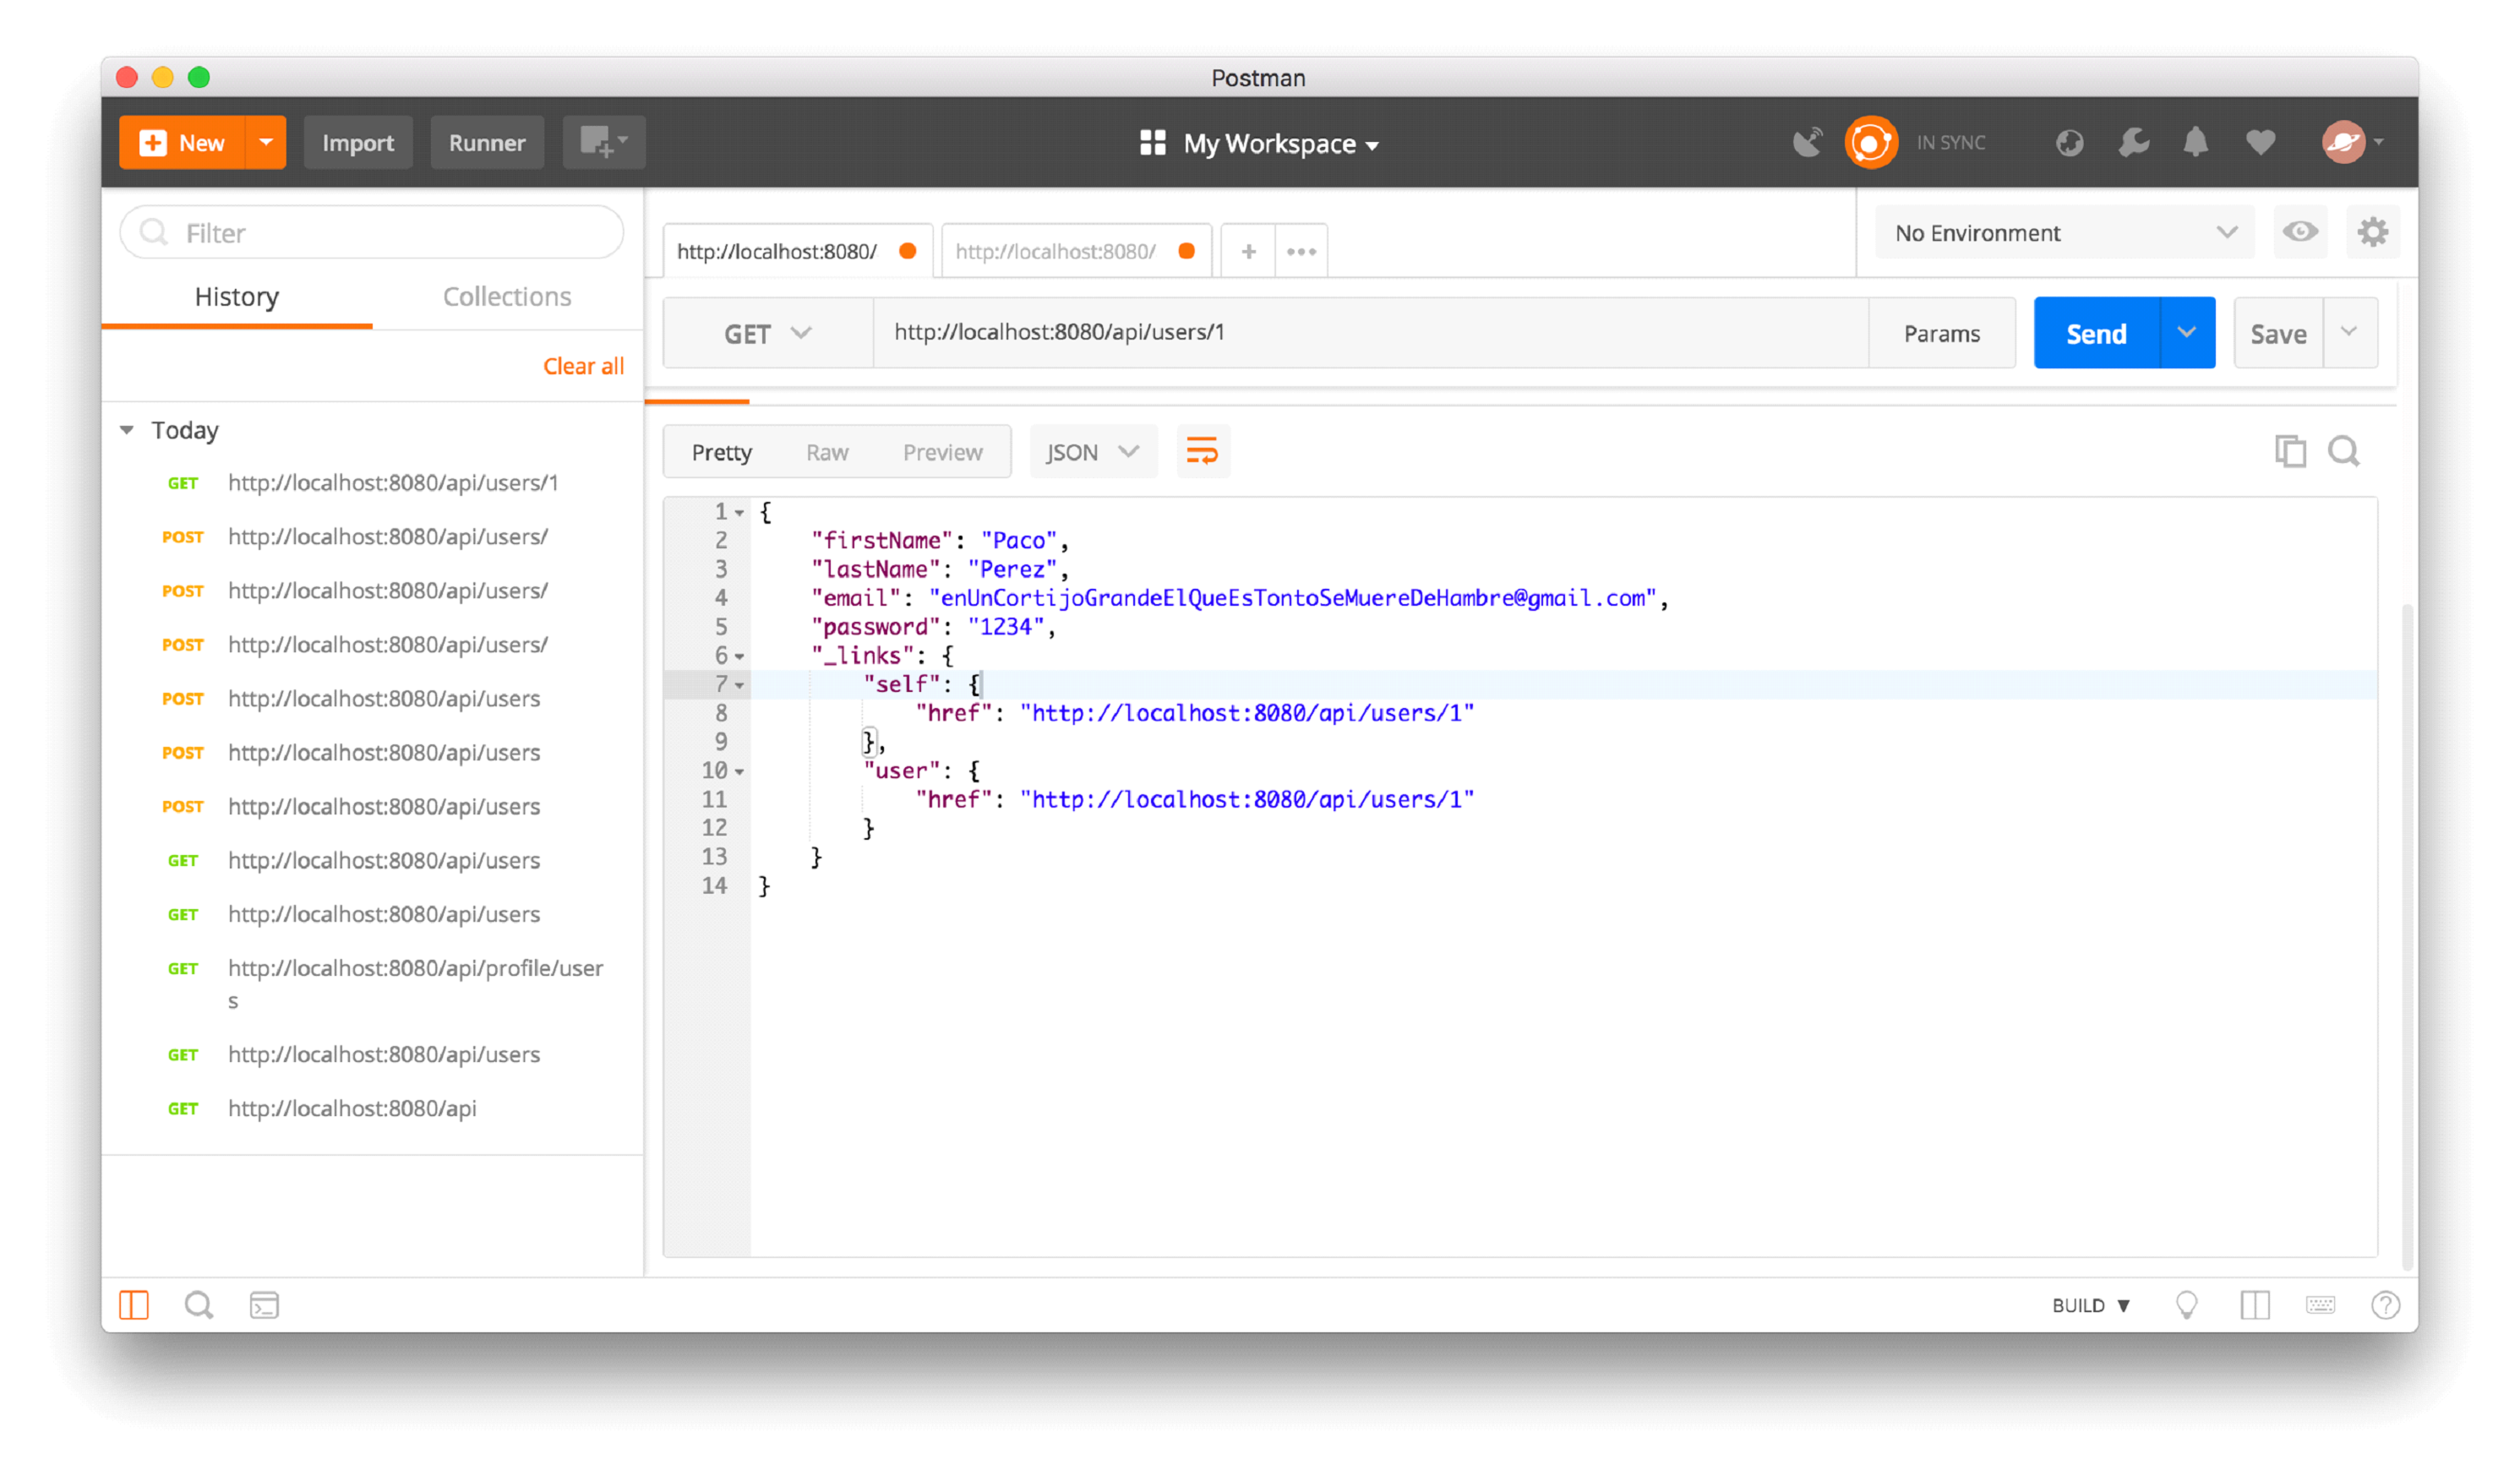 Postman
New
Import
Runner
My Workspace
IN SYNC
Filter
History
Collections
Clear all
Today
GET http://localhost:8080/api/users/1
POST http://localhost:8080/api/users/
POST http://localhost:8080/api/users/
POST http://localhost:8080/api/users/
POST http://localhost:8080/api/users
POST http://localhost:8080/api/users
POST http://localhost:8080/api/users
GET http://localhost:8080/api/users
GET http://localhost:8080/api/users
GET http://localhost:8080/api/profile/user
s
GET http://localhost:8080/api/users
GET http://localhost:8080/api
http://localhost:8080/
http://localhost:8080/
+
No Environment
GET
http://localhost:8080/api/users/1
Params
Send
Save
Pretty
Raw
Preview
JSON
1 {
2 "firstName": "Paco",
3 "lastName": "Perez",
4 "email": "enUnCortijoGrandeElQueEsTontoSeMuereDeHambre@gmail.com",
5 "password": "1234",
6 "_links": {
7 "self": {
8 "href": "http://localhost:8080/api/users/1"
9 },
10 "user": {
11 "href": "http://localhost:8080/api/users/1"
12 }
13 }
14 }
BUILD